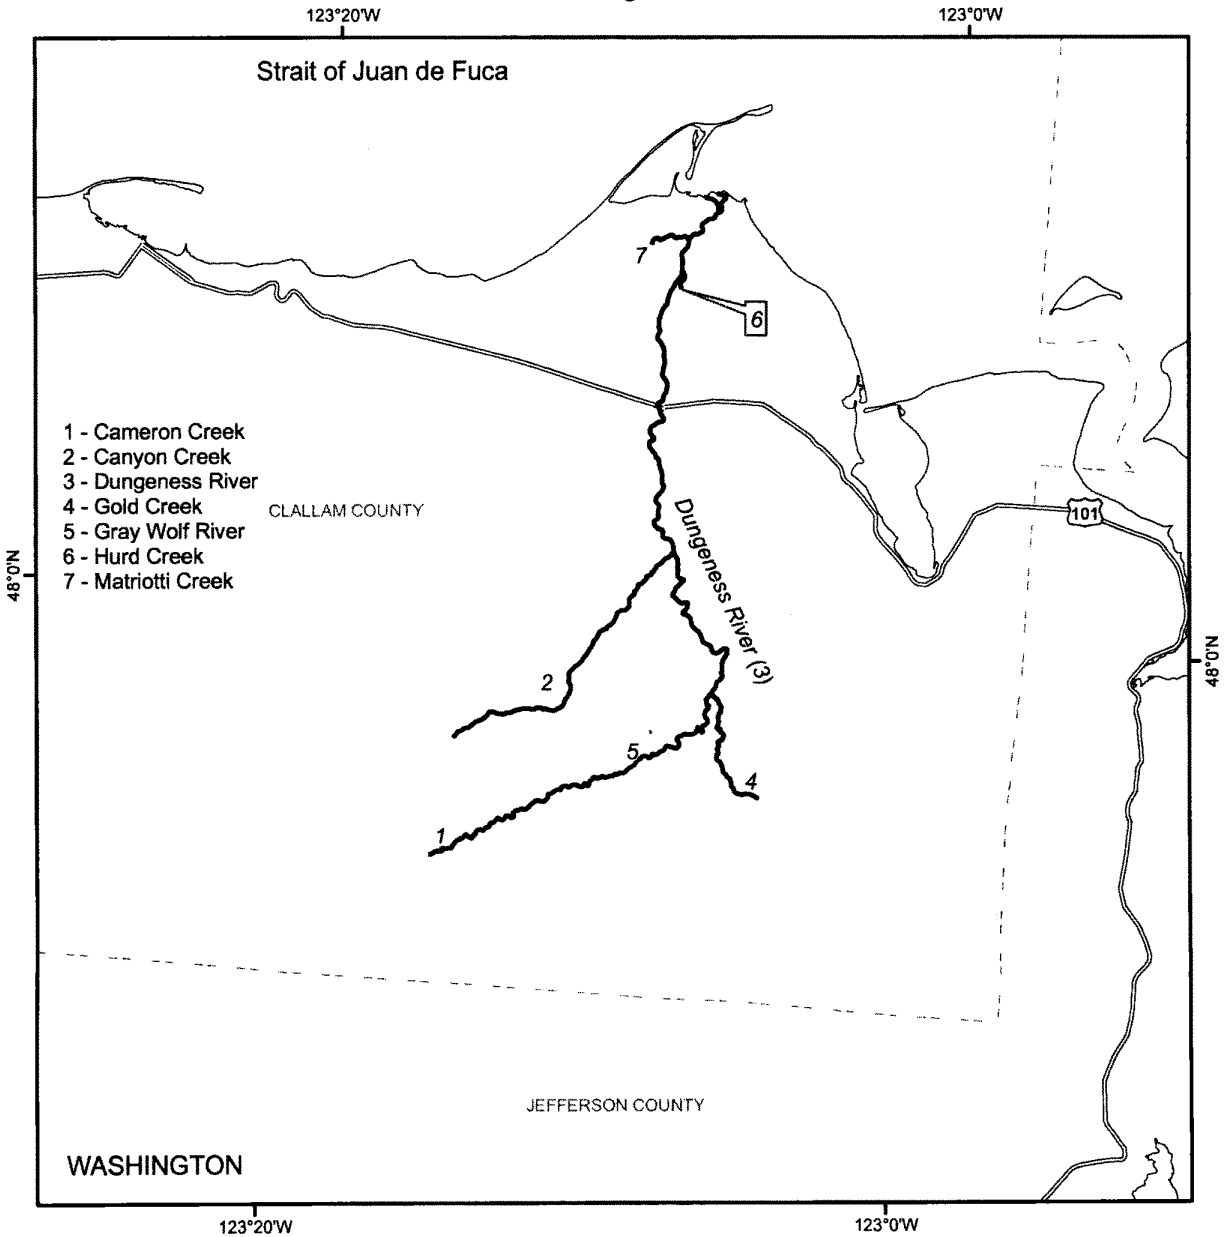 123°20'W
123°0'W
Strait of Juan de Fuca
7
6
1 - Cameron Creek
2 - Canyon Creek
3 - Dungeness River
4 - Gold Creek
5 - Gray Wolf River
6 - Hurd Creek
7 - Matriotti Creek
CLALLAM COUNTY
101
Dungeness River (3)
48°0'N
48°0'N
2
5
4
1
JEFFERSON COUNTY
WASHINGTON
123°20'W
123°0'W